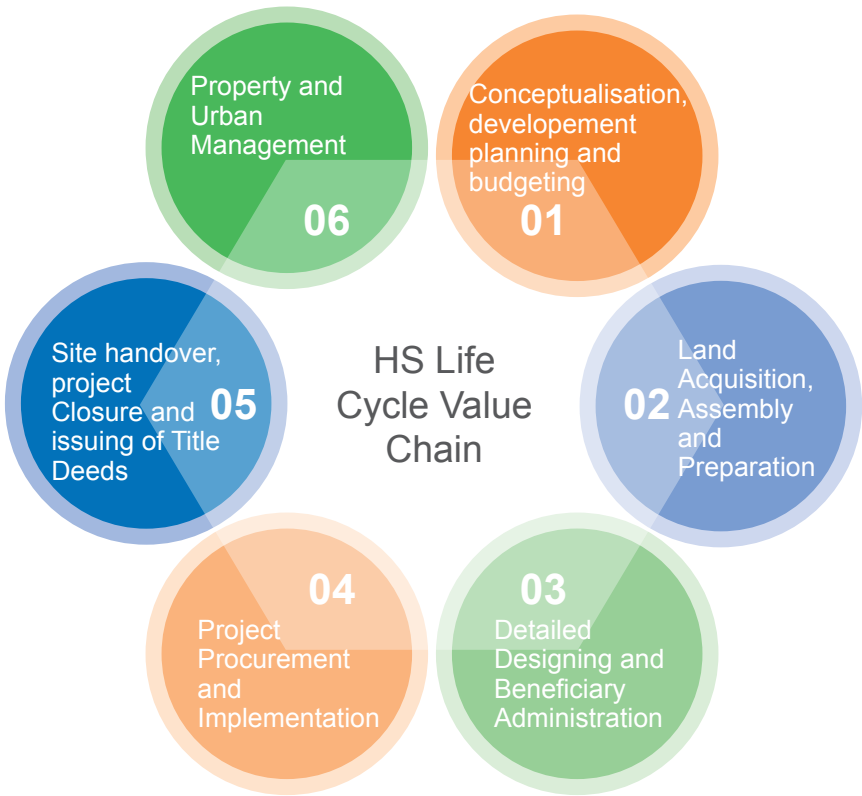 HS Life
Cycle Value
Chain
Conceptualisation,
developement
planning and
budgeting
01
02
Land
Acquisition,
Assembly
and
Preparation
03
Detailed
Designing and
Beneficiary
Administration
04
Project
Procurement
and
Implementation
Site handover,
project
Closure and
issuing of Title
Deeds
05
Property and
Urban
Management
06